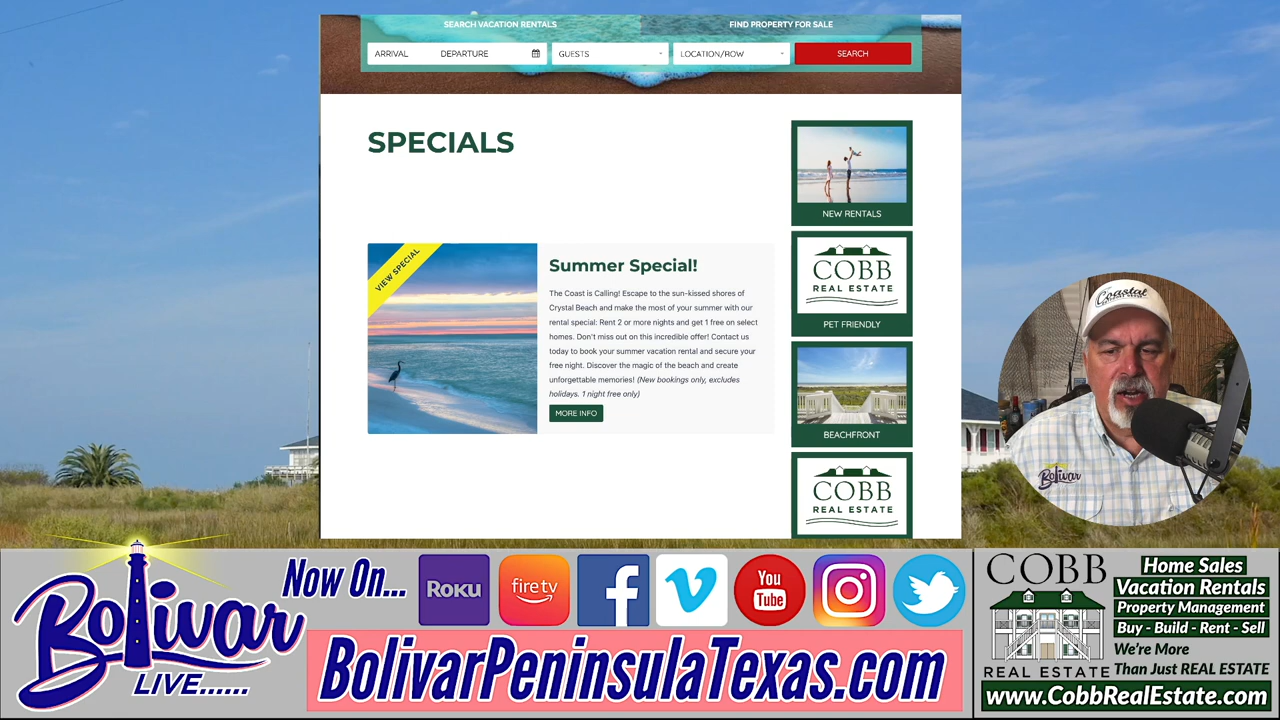 SEARCH VACATION RENTALS
FIND PROPERTY FOR SALE
ARRIVAL DEPARTURE GUESTS LOCATION/ROW SEARCH
SPECIALS
NEW RENTALS
VIEW SPECIAL
Summer Special!
The Coast is Calling! Escape to the sun-kissed shores of
Crystal Beach and make the most of your summer with our
rental special: Rent 2 or more nights and get 1 free on select
homes. Don't miss out on this incredible offer! Contact us
today to book your summer vacation rental and secure your
free night. Discover the magic of the beach and create
unforgettable memories! (New bookings only, excludes
holidays. 1 night free only)
MORE INFO
COBB
REAL ESTATE
PET FRIENDLY
BEACHFRONT
COBB
REAL ESTATE
Coastal
Bolivar
Bolivar
LIVE......
Now On...
Roku
fire tv
You
Tube
BolivarPeninsulaTexas.com
COBB
REAL ESTATE
Home Sales
Vacation Rentals
Property Management
Buy - Build - Rent - Sell
We're More
Than Just REAL ESTATE
www.CobbRealEstate.com